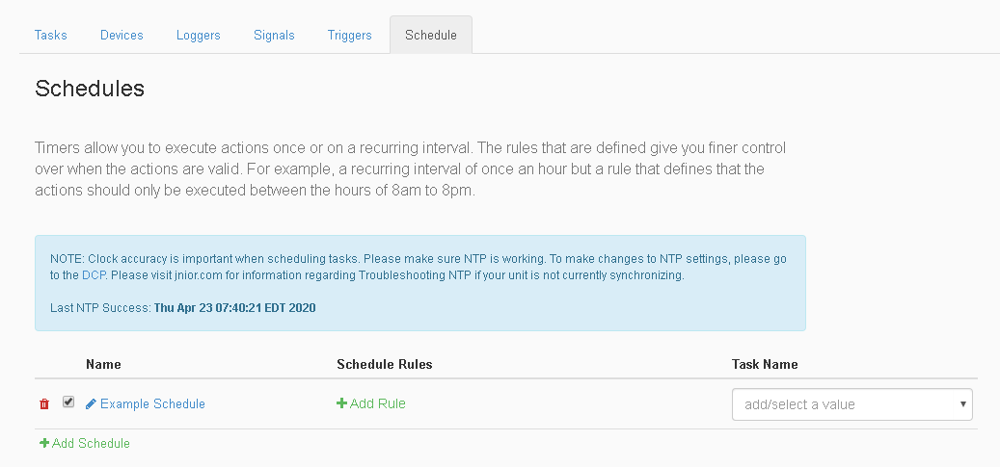 Tasks Devices Loggers Signals Triggers Schedule
Schedules
Timers allow you to execute actions once or on a recurring interval. The rules that are defined give you finer control
over when the actions are valid. For example, a recurring interval of once an hour but a rule that defines that the
actions should only be executed between the hours of 8am to 8pm.
NOTE: Clock accuracy is important when scheduling tasks. Please make sure NTP is working. To make changes to NTP settings, please go
to the DCP. Please visit jnior.com for information regarding Troubleshooting NTP if your unit is not currently synchronizing.
Last NTP Success: Thu Apr 23 07:40:21 EDT 2020
Name Schedule Rules Task Name
Example Schedule Add Rule add/select a value
Add Schedule